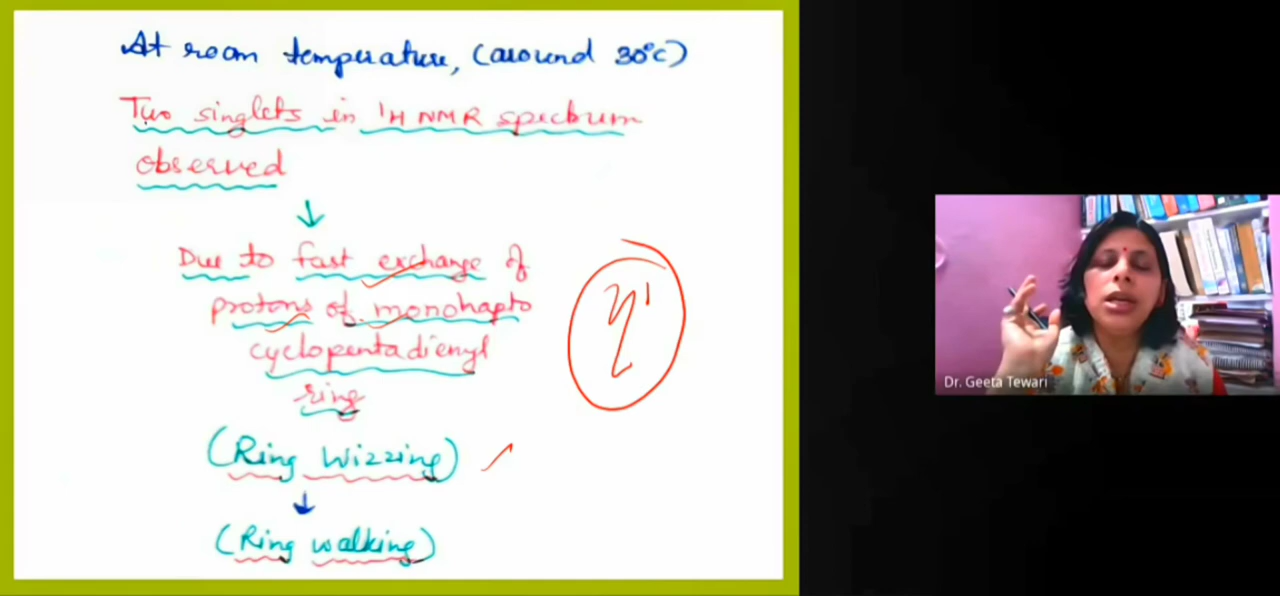 At room temperature, (around 30°C)
Two singlets in ¹H NMR spectrum
observed
↓
Due to fast exchange of
protons of monohapto
cyclopentadienyl
ring
η¹
(Ring Wizzing)
↓
(Ring walking)
Dr. Geeta Tewari